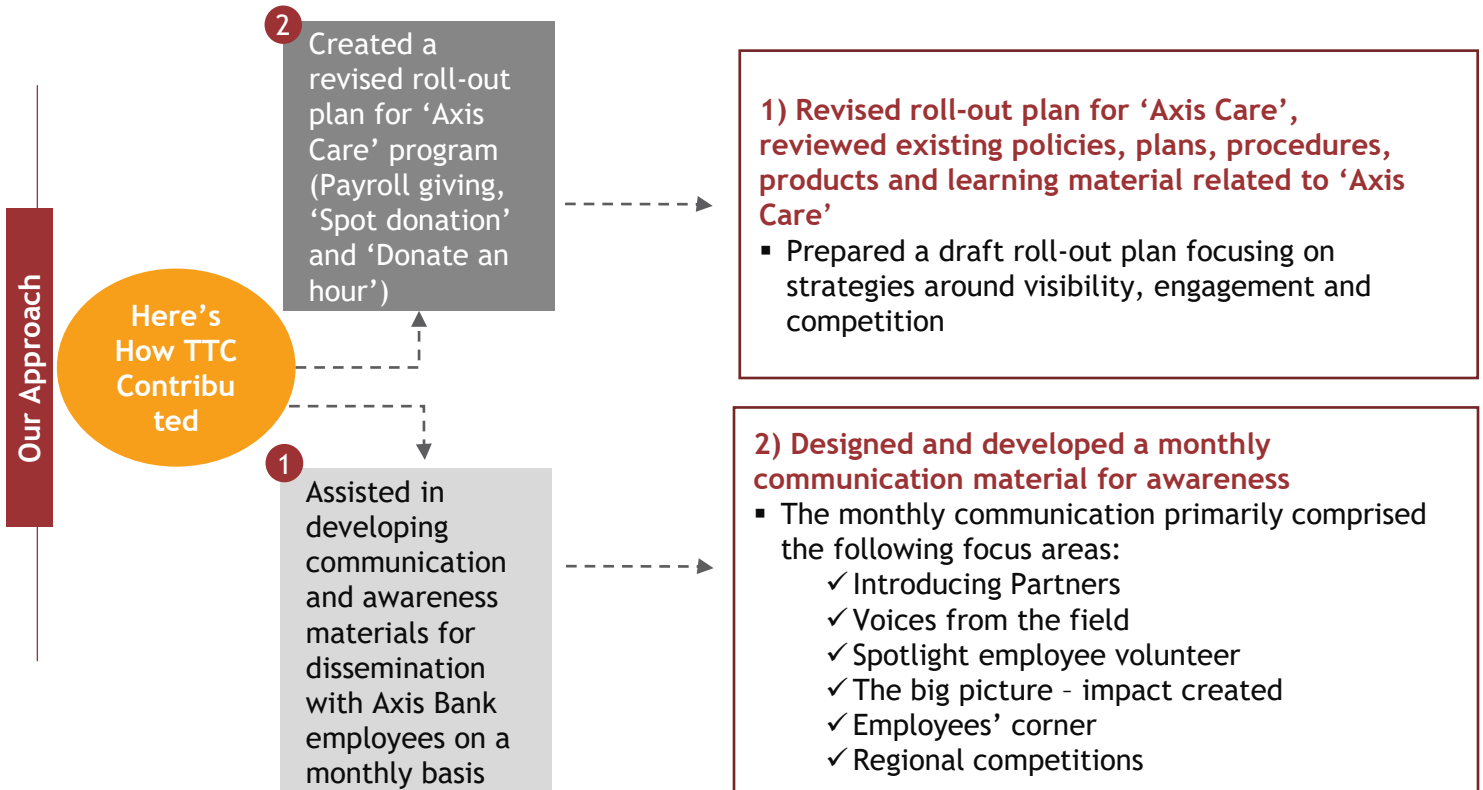 Our Approach
Here's
How TTC
Contribu
ted
2
Created a
revised roll-out
plan for ‘Axis
Care’ program
(Payroll giving,
‘Spot donation’
and ‘Donate an
hour’)
1) Revised roll-out plan for ‘Axis Care’,
reviewed existing policies, plans, procedures,
products and learning material related to ‘Axis
Care’
▪ Prepared a draft roll-out plan focusing on
strategies around visibility, engagement and
competition
1
Assisted in
developing
communication
and awareness
materials for
dissemination
with Axis Bank
employees on a
monthly basis
2) Designed and developed a monthly
communication material for awareness
▪ The monthly communication primarily comprised
the following focus areas:
✓ Introducing Partners
✓ Voices from the field
✓ Spotlight employee volunteer
✓ The big picture – impact created
✓ Employees’ corner
✓ Regional competitions